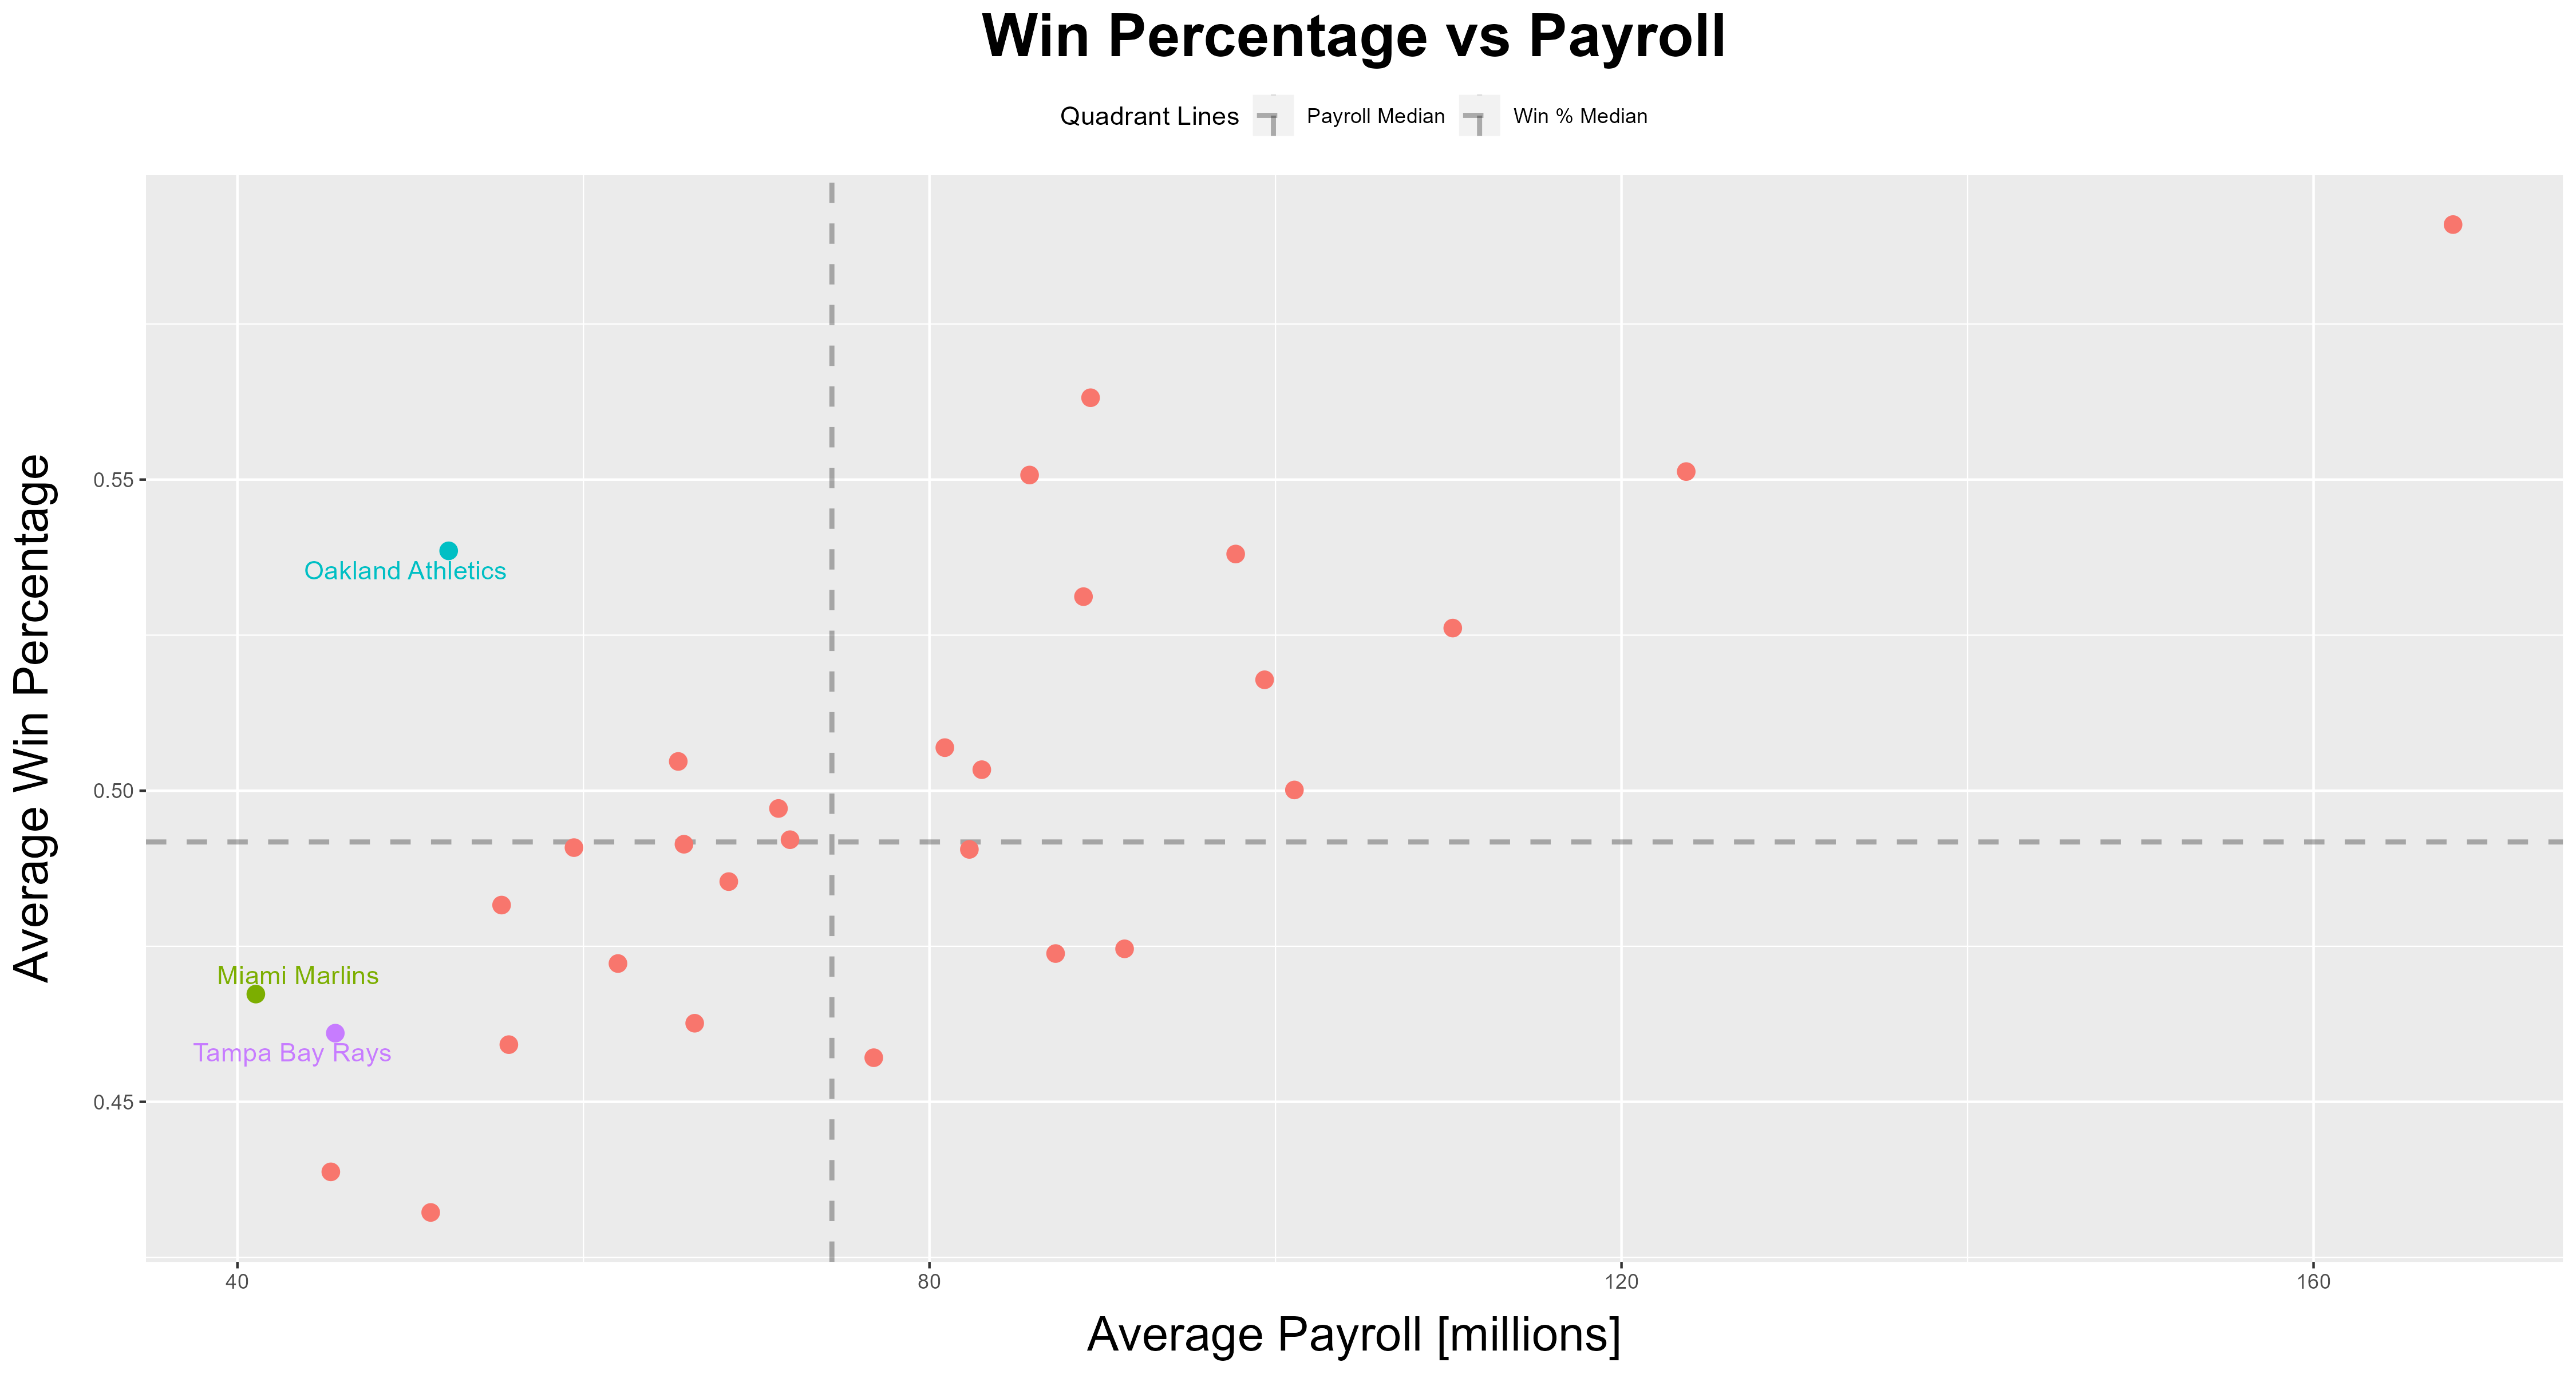 Win Percentage vs Payroll
Quadrant Lines Payroll Median Win % Median
Average Win Percentage
0.55
0.50
0.45
Oakland Athletics
Miami Marlins
Tampa Bay Rays
40 80 120 160
Average Payroll [millions]